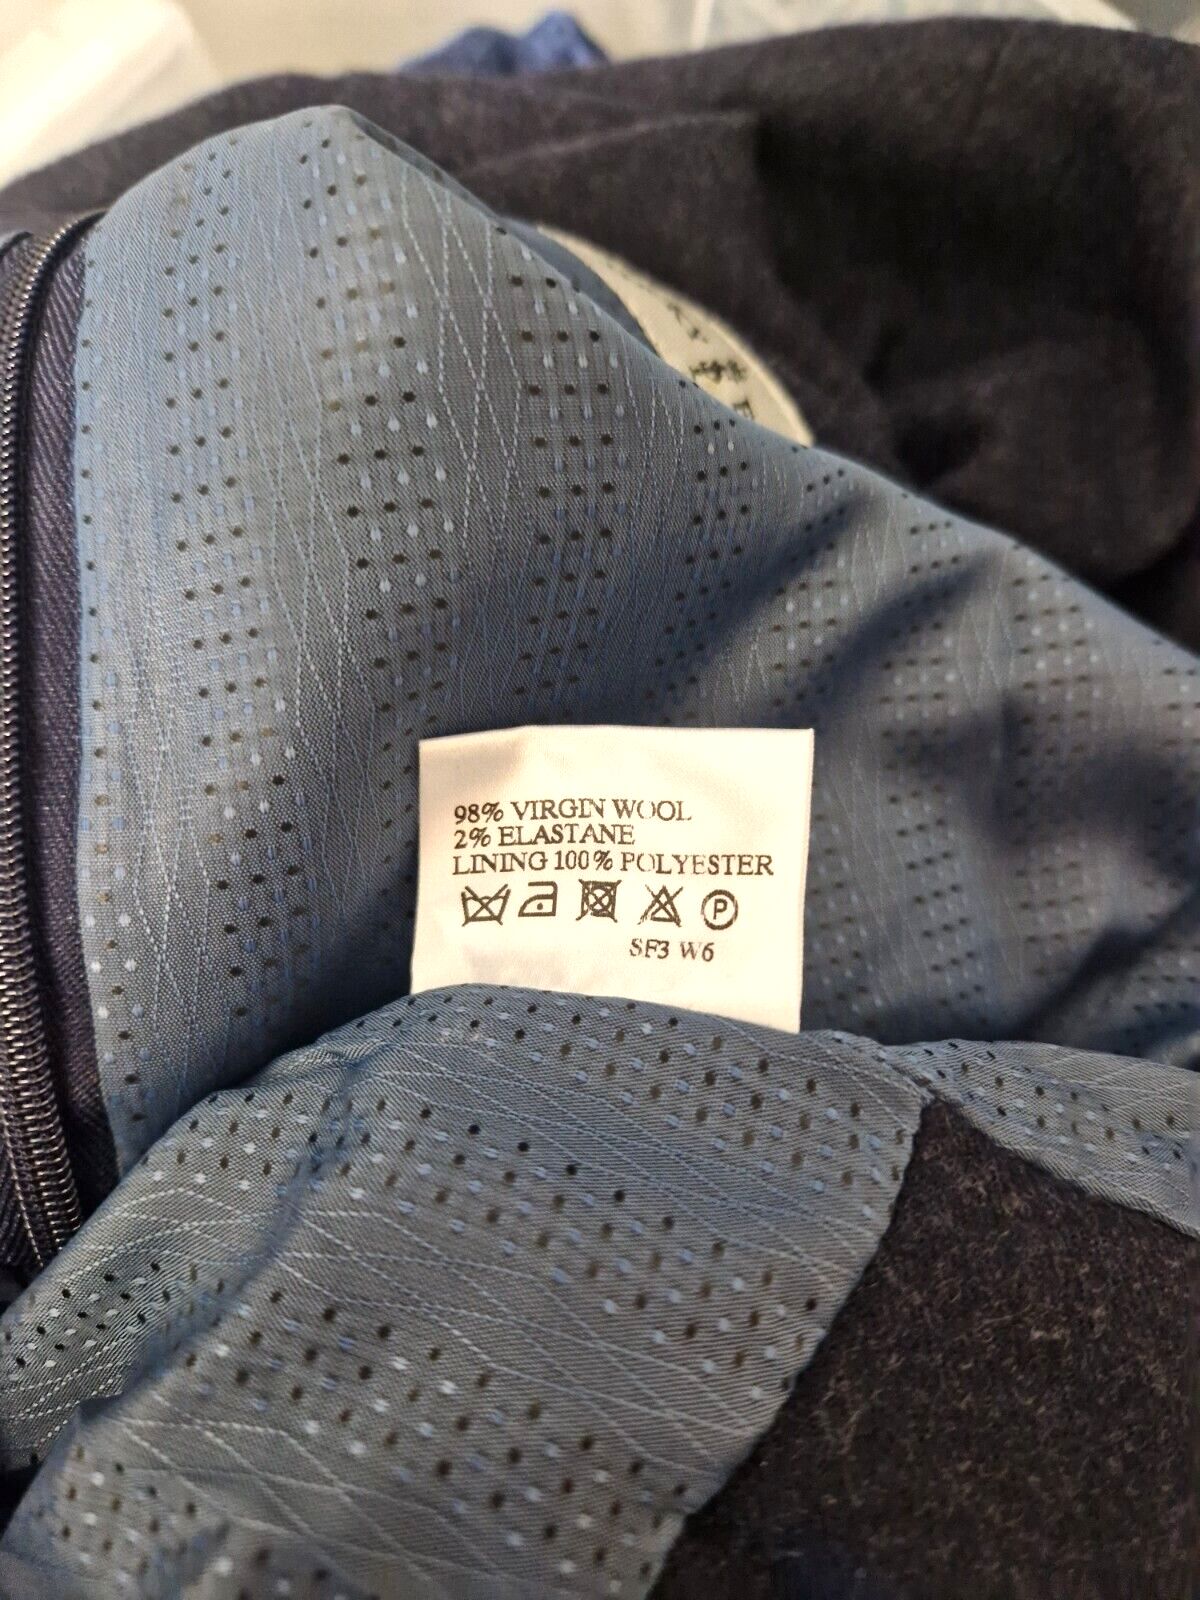 98% VIRGIN WOOL
2% ELASTANE
LINING 100% POLYESTER
P
SF3 W6